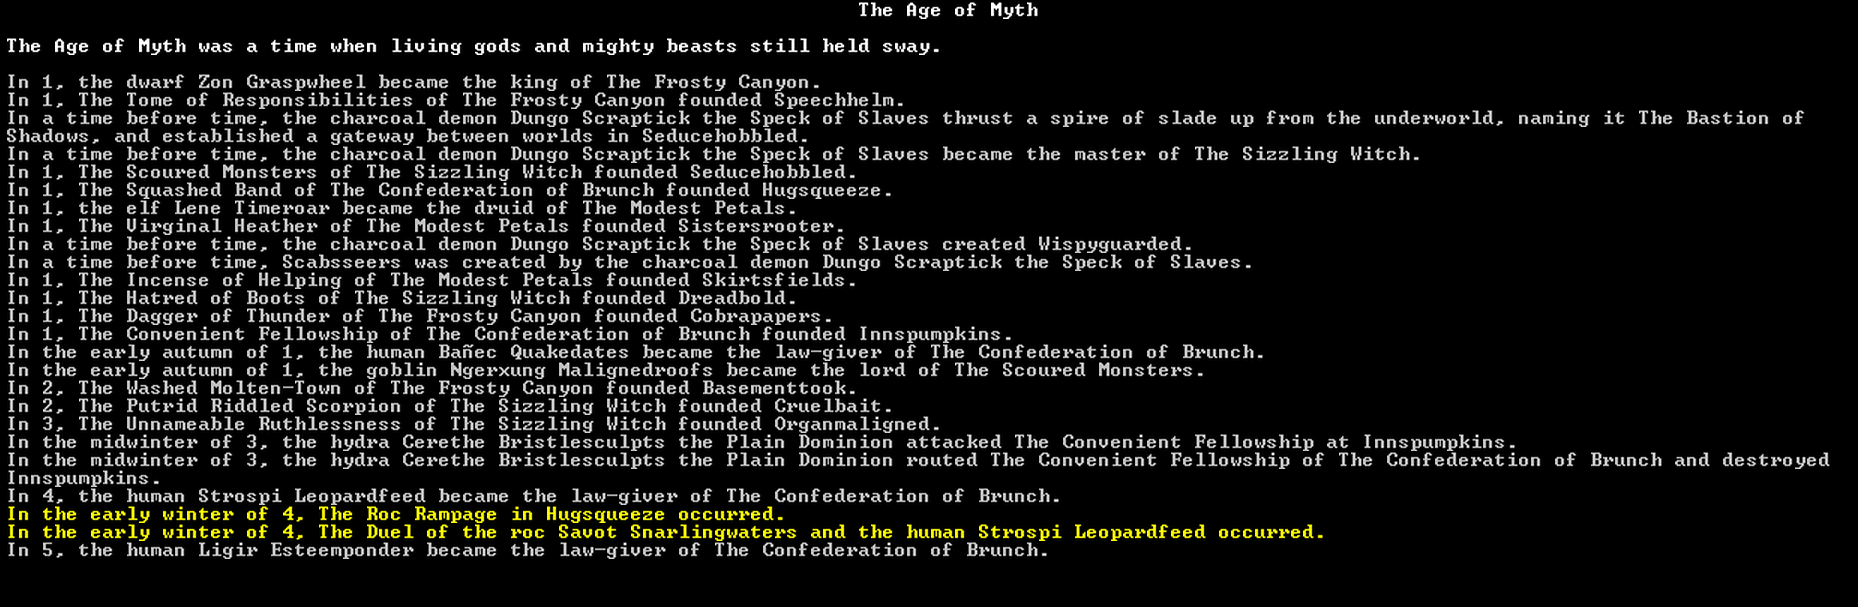 The Age of Myth
The Age of Myth was a time when living gods and mighty beasts still held sway.
In 1, the dwarf Zon Graspwheel became the king of The Frosty Canyon.
In 1, The Tome of Responsibilities of The Frosty Canyon founded Speechhelm.
In a time before time, the charcoal demon Dungo Scraptick the Speck of Slaves thrust a spire of slade up from the underworld, naming it The Bastion of
Shadows, and established a gateway between worlds in Seducehobbled.
In a time before time, the charcoal demon Dungo Scraptick the Speck of Slaves became the master of The Sizzling Witch.
In 1, The Scoured Monsters of The Sizzling Witch founded Seducehobbled.
In 1, The Squashed Band of The Confederation of Brunch founded Hugsqueeze.
In 1, the elf Lene Timeroar became the druid of The Modest Petals.
In 1, The Virginal Heather of The Modest Petals founded Sistersrooter.
In a time before time, the charcoal demon Dungo Scraptick the Speck of Slaves created Wispyguarded.
In a time before time, Scabsseers was created by the charcoal demon Dungo Scraptick the Speck of Slaves.
In 1, The Incense of Helping of The Modest Petals founded Skirtsfields.
In 1, The Hatred of Boots of The Sizzling Witch founded Dreadbold.
In 1, The Dagger of Thunder of The Frosty Canyon founded Cobrapapers.
In 1, The Convenient Fellowship of The Confederation of Brunch founded Innspumpkins.
In the early autumn of 1, the human Bañec Quakedates became the law-giver of The Confederation of Brunch.
In the early autumn of 1, the goblin Ngerxung Malignedroofs became the lord of The Scoured Monsters.
In 2, The Washed Molten-Town of The Frosty Canyon founded Basementtook.
In 2, The Putrid Riddled Scorpion of The Sizzling Witch founded Cruelbait.
In 3, The Unnameable Ruthlessness of The Sizzling Witch founded Organmaligned.
In the midwinter of 3, the hydra Cerethe Bristlesculpts the Plain Dominion attacked The Convenient Fellowship at Innspumpkins.
In the midwinter of 3, the hydra Cerethe Bristlesculpts the Plain Dominion routed The Convenient Fellowship of The Confederation of Brunch and destroyed
Innspumpkins.
In 4, the human Strospi Leopardfeed became the law-giver of The Confederation of Brunch.
In the early winter of 4, The Roc Rampage in Hugsqueeze occurred.
In the early winter of 4, The Duel of the roc Savot Snarlingwaters and the human Strospi Leopardfeed occurred.
In 5, the human Ligir Esteemponder became the law-giver of The Confederation of Brunch.